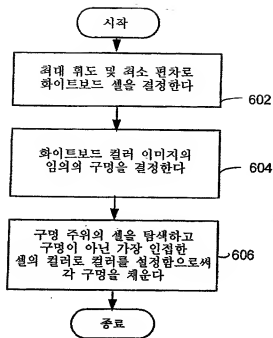 시작
최대 휘도 및 최소 편차로
화이트보드 셀을 결정한다
602
화이트보드 컬러 이미지의
임의의 구멍을 결정한다
604
구멍 주위의 셀을 탐색하고
구멍이 아닌 가장 인접한
셀의 컬러로 컬러를 설정함으로써
각 구멍을 채운다
606
종료